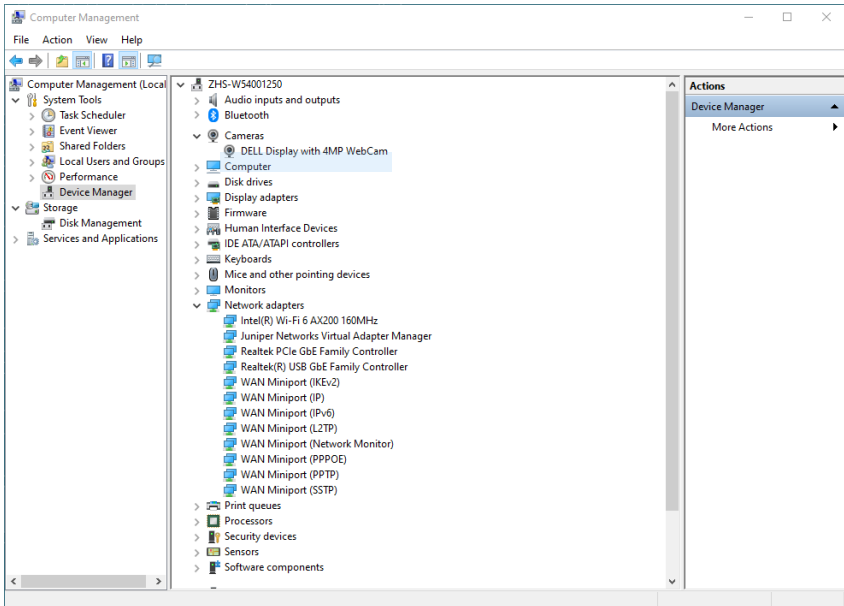 Computer Management
File Action View Help
Computer Management (Local
System Tools
Task Scheduler
Event Viewer
Shared Folders
Local Users and Groups
Performance
Device Manager
Storage
Disk Management
Services and Applications
ZHS-W54001250
Audio inputs and outputs
Bluetooth
Cameras
DELL Display with 4MP WebCam
Computer
Disk drives
Display adapters
Firmware
Human Interface Devices
IDE ATA/ATAPI controllers
Keyboards
Mice and other pointing devices
Monitors
Network adapters
Intel(R) Wi-Fi 6 AX200 160MHz
Juniper Networks Virtual Adapter Manager
Realtek PCIe GbE Family Controller
Realtek(R) USB GbE Family Controller
WAN Miniport (IKEv2)
WAN Miniport (IP)
WAN Miniport (IPv6)
WAN Miniport (L2TP)
WAN Miniport (Network Monitor)
WAN Miniport (PPPOE)
WAN Miniport (PPTP)
WAN Miniport (SSTP)
Print queues
Processors
Security devices
Sensors
Software components
Actions
Device Manager
More Actions